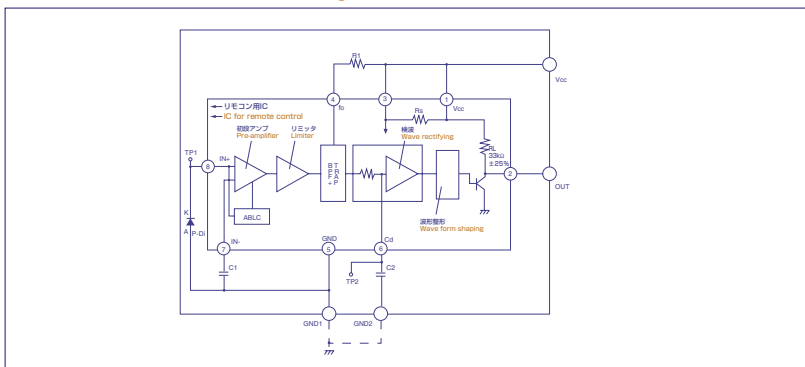 R1
Vcc
4
3
1
リモコン用IC
IC for remote control
fo
Rs
Vcc
初段アンプ
Pre-amplifier
リミッタ
Limiter
検波
Wave rectifying
RL
33kΩ
±25%
TP1
8
IN+
BPF+
TRAP
2
OUT
ABLC
波形整形
Wave form shaping
K
A
P-Di
7
IN-
GND
5
6
Cd
C1
C2
TP2
GND1
GND2